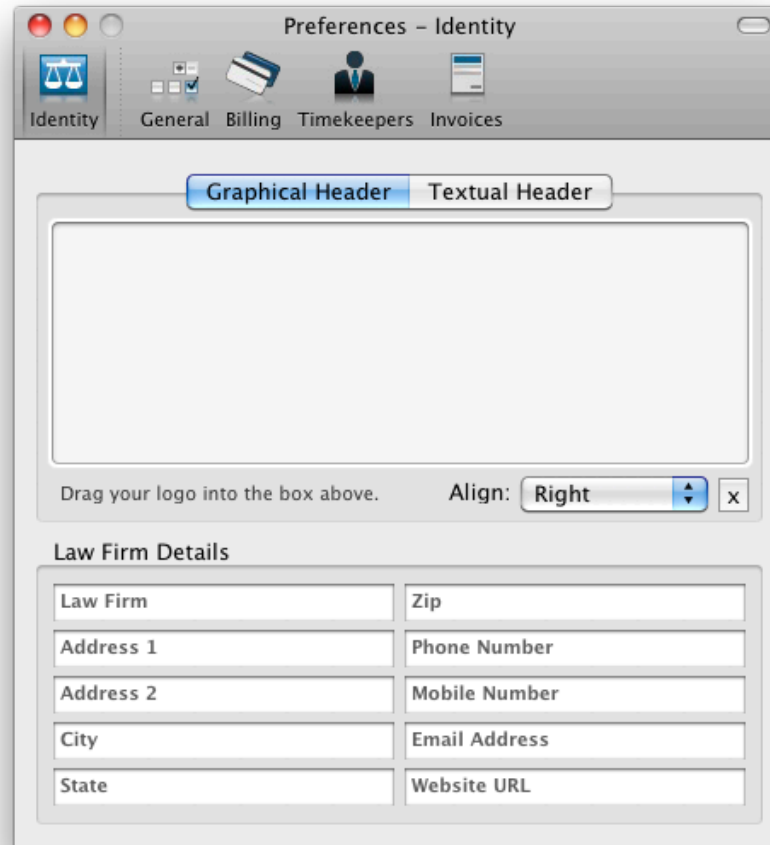 Preferences – Identity
Identity General Billing Timekeepers Invoices
Graphical Header Textual Header
Drag your logo into the box above. Align: Right x
Law Firm Details
Law Firm Zip
Address 1 Phone Number
Address 2 Mobile Number
City Email Address
State Website URL